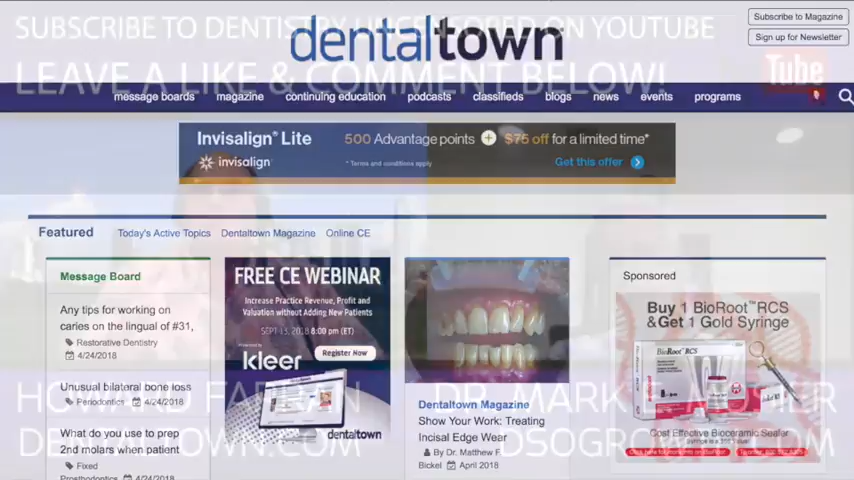 SUBSCRIBE TO DENTISTRY UNCENSORED ON YOUTUBE
LEAVE A LIKE & COMMENT BELOW!
dentaltown
Subscribe to Magazine
Sign up for Newsletter
Tube
message boards magazine continuing education podcasts classifieds blogs news events programs
Invisalign® Lite
invisalign
500 Advantage points + $75 off for a limited time*
* Terms and conditions apply
Get this offer
Featured
Today's Active Topics
Dentaltown Magazine
Online CE
Message Board
Any tips for working on
caries on the lingual of #31,
Restorative Dentistry
4/24/2018
Unusual bilateral bone loss
Periodontics 4/24/2018
What do you use to prep
2nd molars when patient
Fixed
Prosthodontics 4/24/2018
FREE CE WEBINAR
Increase Practice Revenue, Profit and
Valuation without Adding New Patients
SEPT 13, 2018 8:00 pm (ET)
kleer
Register Now
dentaltown
Dentaltown Magazine
Show Your Work: Treating
Incisal Edge Wear
By Dr. Matthew F.
Bickel April 2018
Sponsored
Buy 1 BioRoot™ RCS
& Get 1 Gold Syringe
BioRoot™ RCS
Cost Effective Bioceramic Sealer
DSOGROWTH.COM
DENTALTOWN.COM